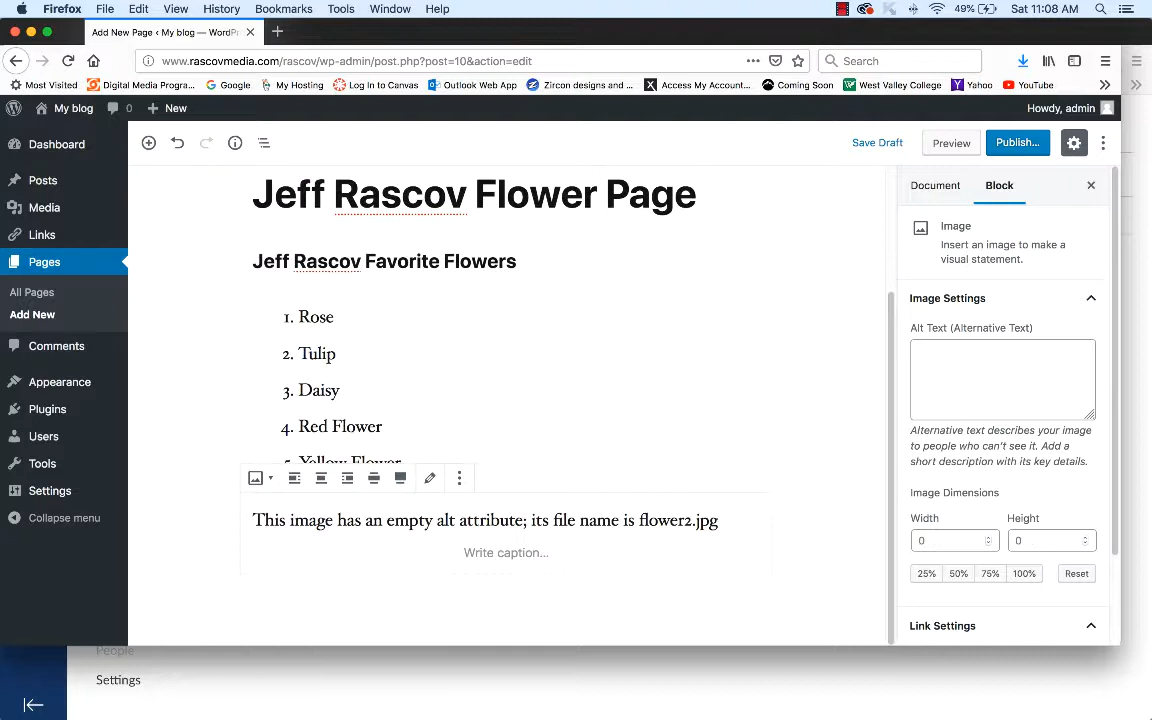 Firefox File Edit View History Bookmarks Tools Window Help 49% Sat 11:08 AM
Add New Page ‹ My blog — WordPr
www.rascovmedia.com/rascov/wp-admin/post.php?post=10&action=edit Search
Most Visited Digital Media Progra... Google My Hosting Log In to Canvas Outlook Web App Zircon designs and ... Access My Account... Coming Soon West Valley College Yahoo YouTube
My blog 0 New Howdy, admin
Dashboard
Posts
Media
Links
Pages
All Pages
Add New
Comments
Appearance
Plugins
Users
Tools
Settings
Collapse menu
Save Draft Preview Publish...
Jeff Rascov Flower Page
Jeff Rascov Favorite Flowers
1. Rose
2. Tulip
3. Daisy
4. Red Flower
5. Yellow Flower
This image has an empty alt attribute; its file name is flower2.jpg
Write caption...
Document Block
Image
Insert an image to make a
visual statement.
Image Settings
Alt Text (Alternative Text)
Alternative text describes your image
to people who can't see it. Add a
short description with its key details.
Image Dimensions
Width Height
0 0
25% 50% 75% 100% Reset
Link Settings
People
Settings